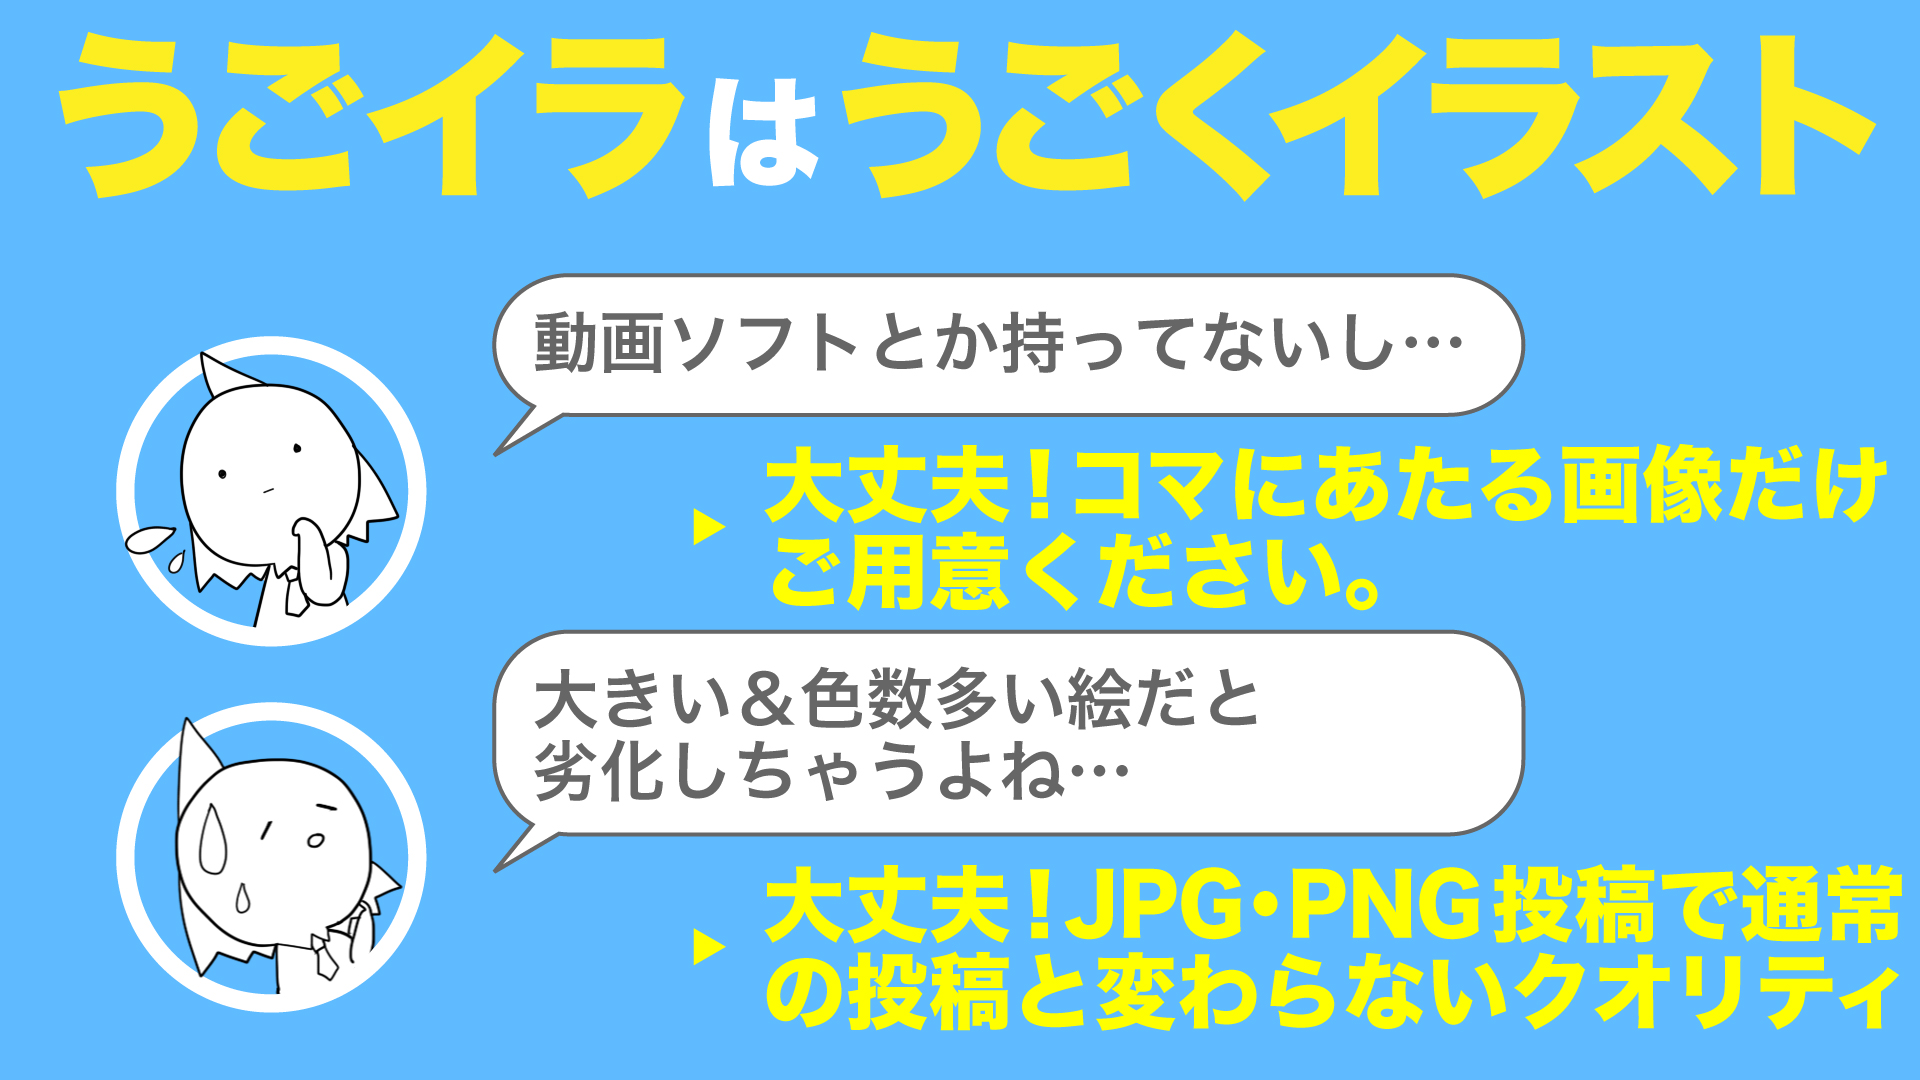 うごイラはうごくイラスト
動画ソフトとか持ってないし…
▶ 大丈夫！コマにあたる画像だけ
ご用意ください。
大きい＆色数多い絵だと
劣化しちゃうよね…
▶ 大丈夫！JPG・PNG投稿で通常
の投稿と変わらないクオリティ